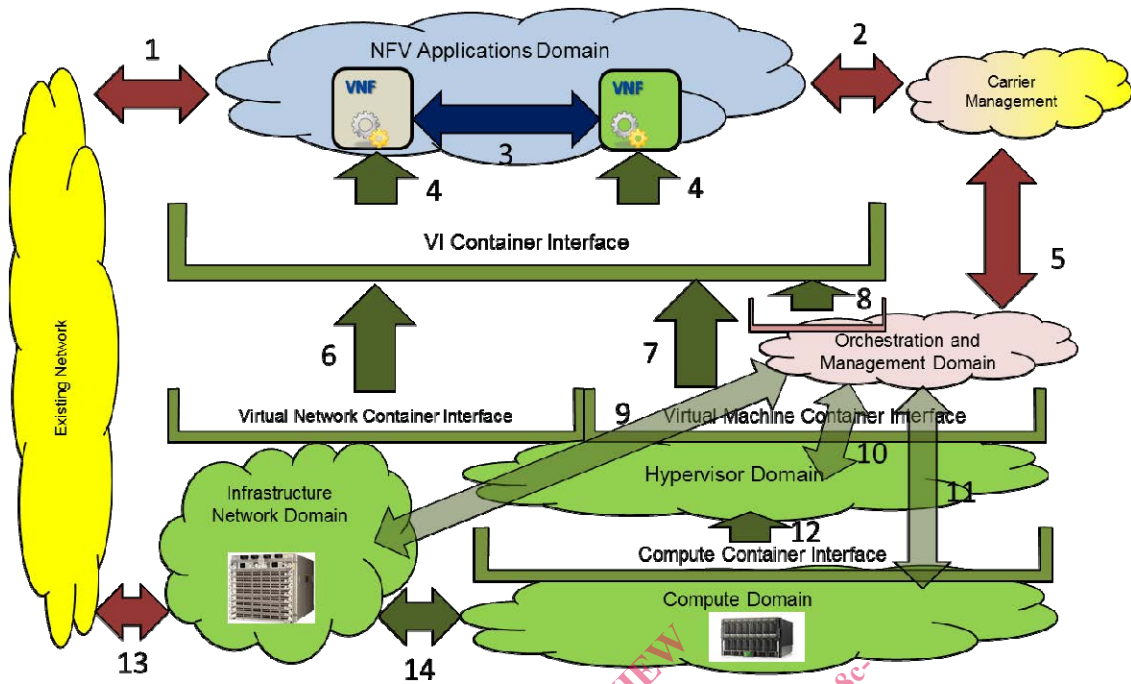 1
NFV Applications Domain
2
VNF
VNF
Carrier
Management
3
4
4
VI Container Interface
5
8
Orchestration and
Management Domain
6
7
Existing Network
Virtual Network Container Interface
9
Virtual Machine Container Interface
10
Hypervisor Domain
Infrastructure
Network Domain
11
12
Compute Container Interface
Compute Domain
13
14